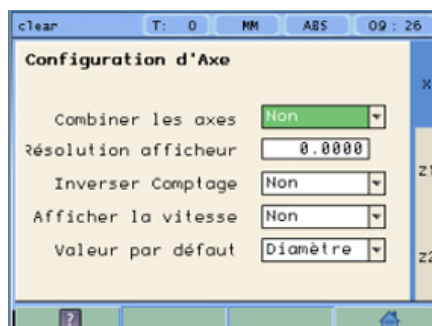 clear T: 0 MM ABS 09 : 26
Configuration d'Axe
X
Combiner les axes Non
Résolution afficheur 0.0000
Z1
Inverser Comptage Non
Afficher la vitesse Non
Valeur par défaut Diamètre
Z2
?